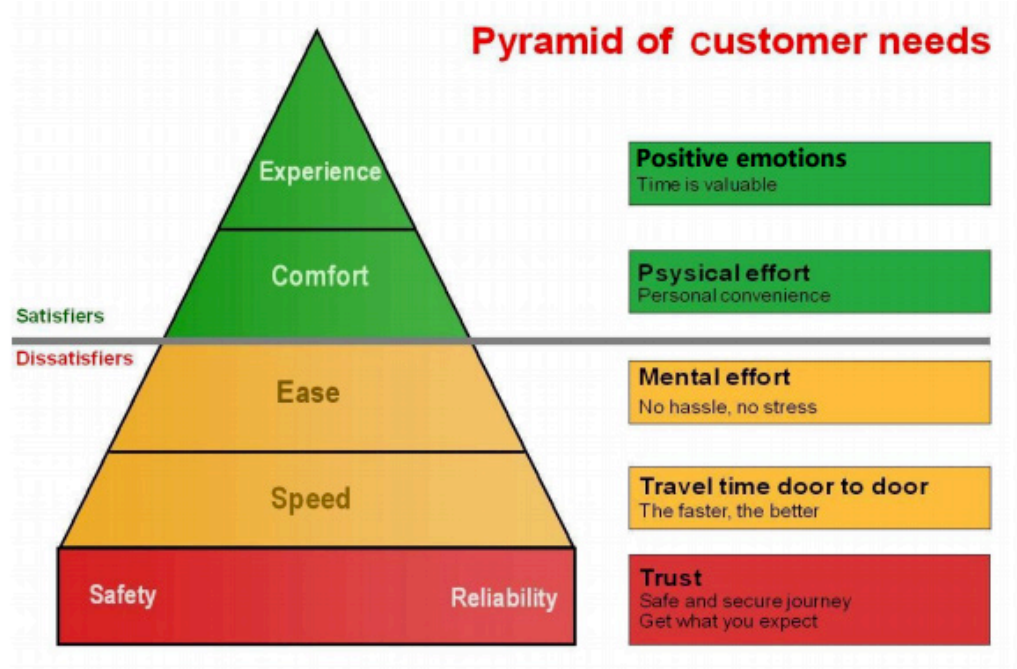 Pyramid of customer needs
Experience
Positive emotions
Time is valuable
Comfort
Psysical effort
Personal convenience
Satisfiers
Dissatisfiers
Ease
Mental effort
No hassle, no stress
Speed
Travel time door to door
The faster, the better
Safety
Reliability
Trust
Safe and secure journey
Get what you expect